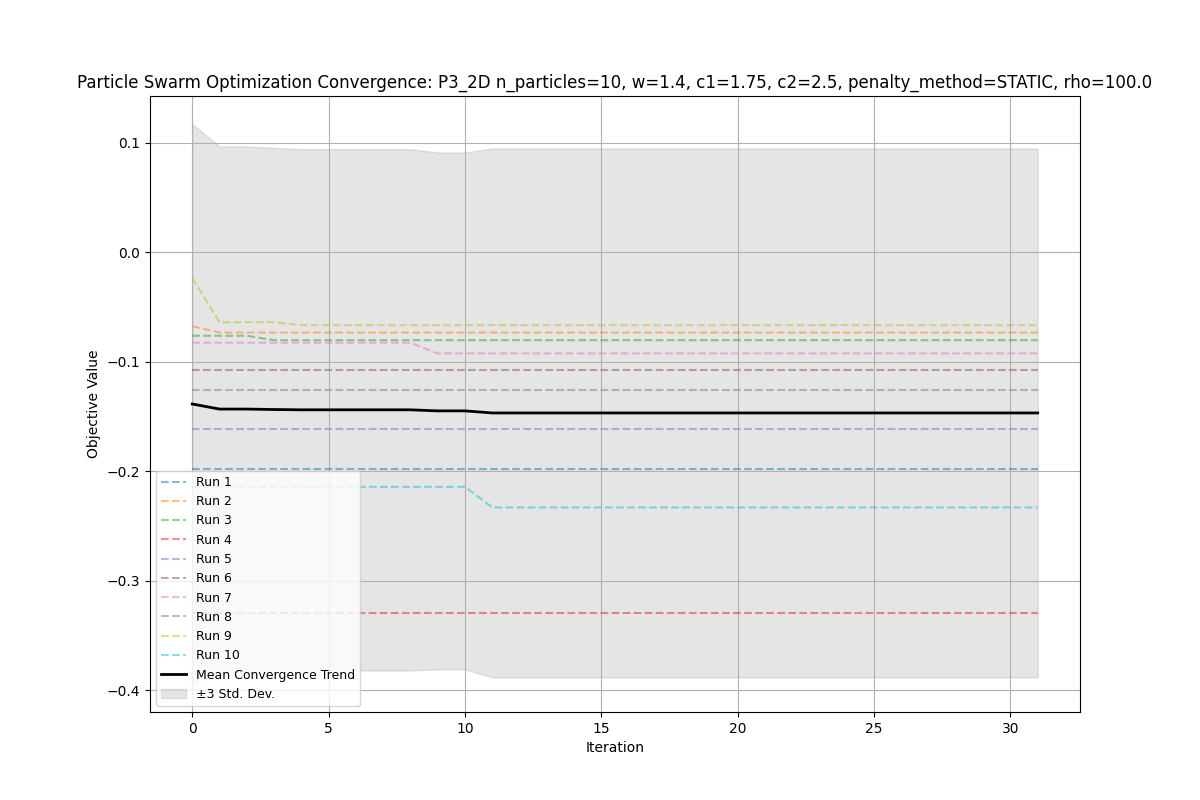 Particle Swarm Optimization Convergence: P3_2D n_particles=10, w=1.4, c1=1.75, c2=2.5, penalty_method=STATIC, rho=100.0
0.1
0.0
−0.1
−0.2
−0.3
−0.4
Objective Value
Run 1
Run 2
Run 3
Run 4
Run 5
Run 6
Run 7
Run 8
Run 9
Run 10
Mean Convergence Trend
±3 Std. Dev.
0 5 10 15 20 25 30
Iteration